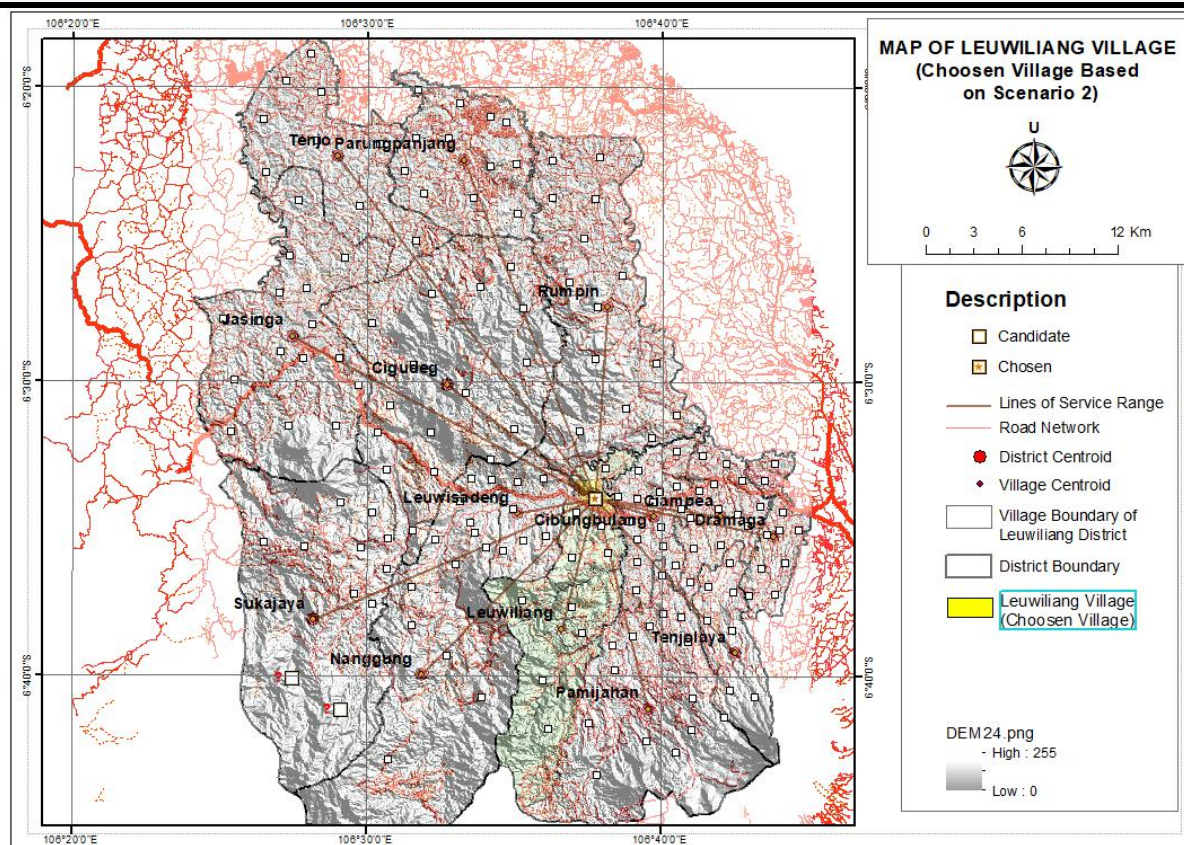 106°20'0"E 106°30'0"E 106°40'0"E
MAP OF LEUWILIANG VILLAGE
(Choosen Village Based
on Scenario 2)
U
0 3 6 12 Km
6°20'0"S
Tenjo
Parungpanjang
Rumpin
Jasinga
Cigudeg
6°30'0"S
6°30'0"S
Leuwisadeng
Ciampea
Cibungbulang
Dramaga
Sukajaya
Leuwiliang
Tenjolaya
Nanggung
Pamijahan
6°40'0"S
6°40'0"S
?
?
106°20'0"E 106°30'0"E 106°40'0"E
Description
Candidate
Chosen
Lines of Service Range
Road Network
District Centroid
Village Centroid
Village Boundary of
Leuwiliang District
District Boundary
Leuwiliang Village
(Choosen Village)
DEM24.png
High : 255
Low : 0